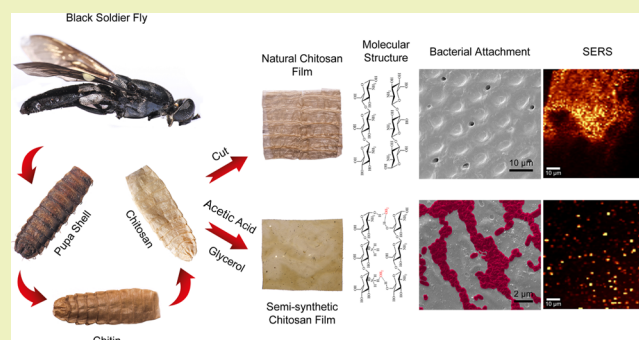 Black Soldier Fly
Natural Chitosan
Film
Molecular
Structure
Bacterial Attachment
SERS
Cut
10 μm
10 μm
Pupa Shell
Chitosan
Acetic Acid
Glycerol
2 μm
10 μm
Semi-synthetic
Chitosan Film
Chitin